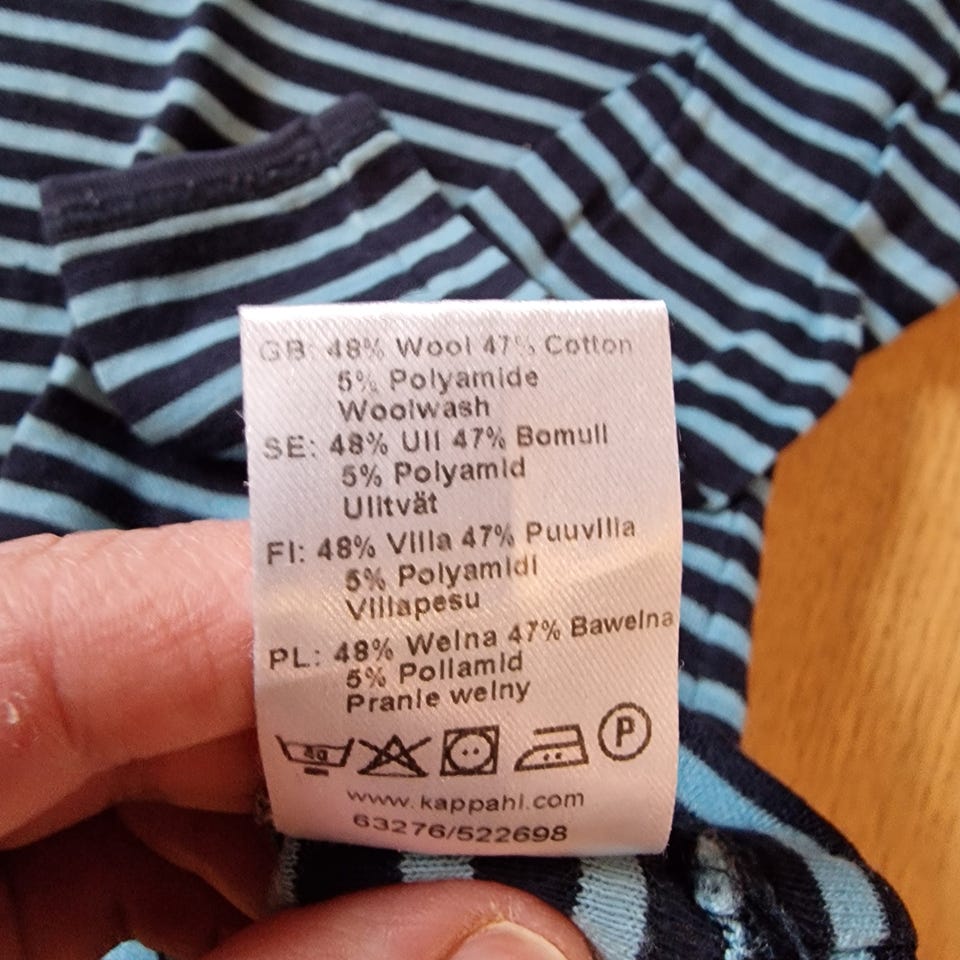 GB: 48% Wool 47% Cotton
5% Polyamide
Woolwash
SE: 48% Ull 47% Bomull
5% Polyamid
Ulltvät
FI: 48% Villa 47% Puuvilla
5% Polyamidi
Villapesu
PL: 48% Welna 47% Bawelna
5% Poliamid
Pranie welny
40 P
www.kappahl.com
63276/522698